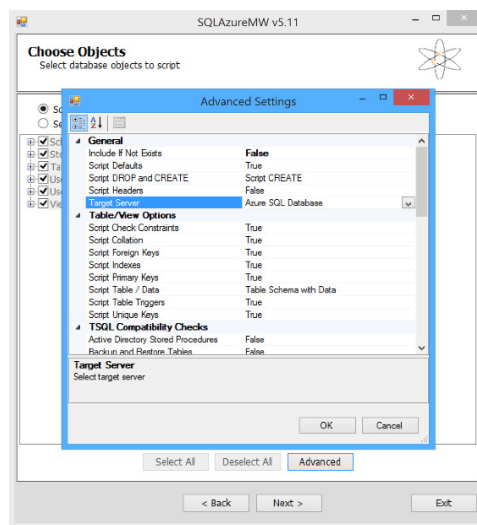 SQLAzureMW v5.11
Choose Objects
Select database objects to script
Advanced Settings
General
Include If Not Exists False
Script Defaults True
Script DROP and CREATE Script CREATE
Script Headers False
Target Server Azure SQL Database
Table/View Options
Script Check Constraints True
Script Collation True
Script Foreign Keys True
Script Indexes True
Script Primary Keys True
Script Table / Data Table Schema with Data
Script Table Triggers True
Script Unique Keys True
TSQL Compatibility Checks
Active Directory Stored Procedures False
Backup and Restore Tables False
Target Server
Select target server
OK Cancel
Select All Deselect All Advanced
< Back Next > Exit